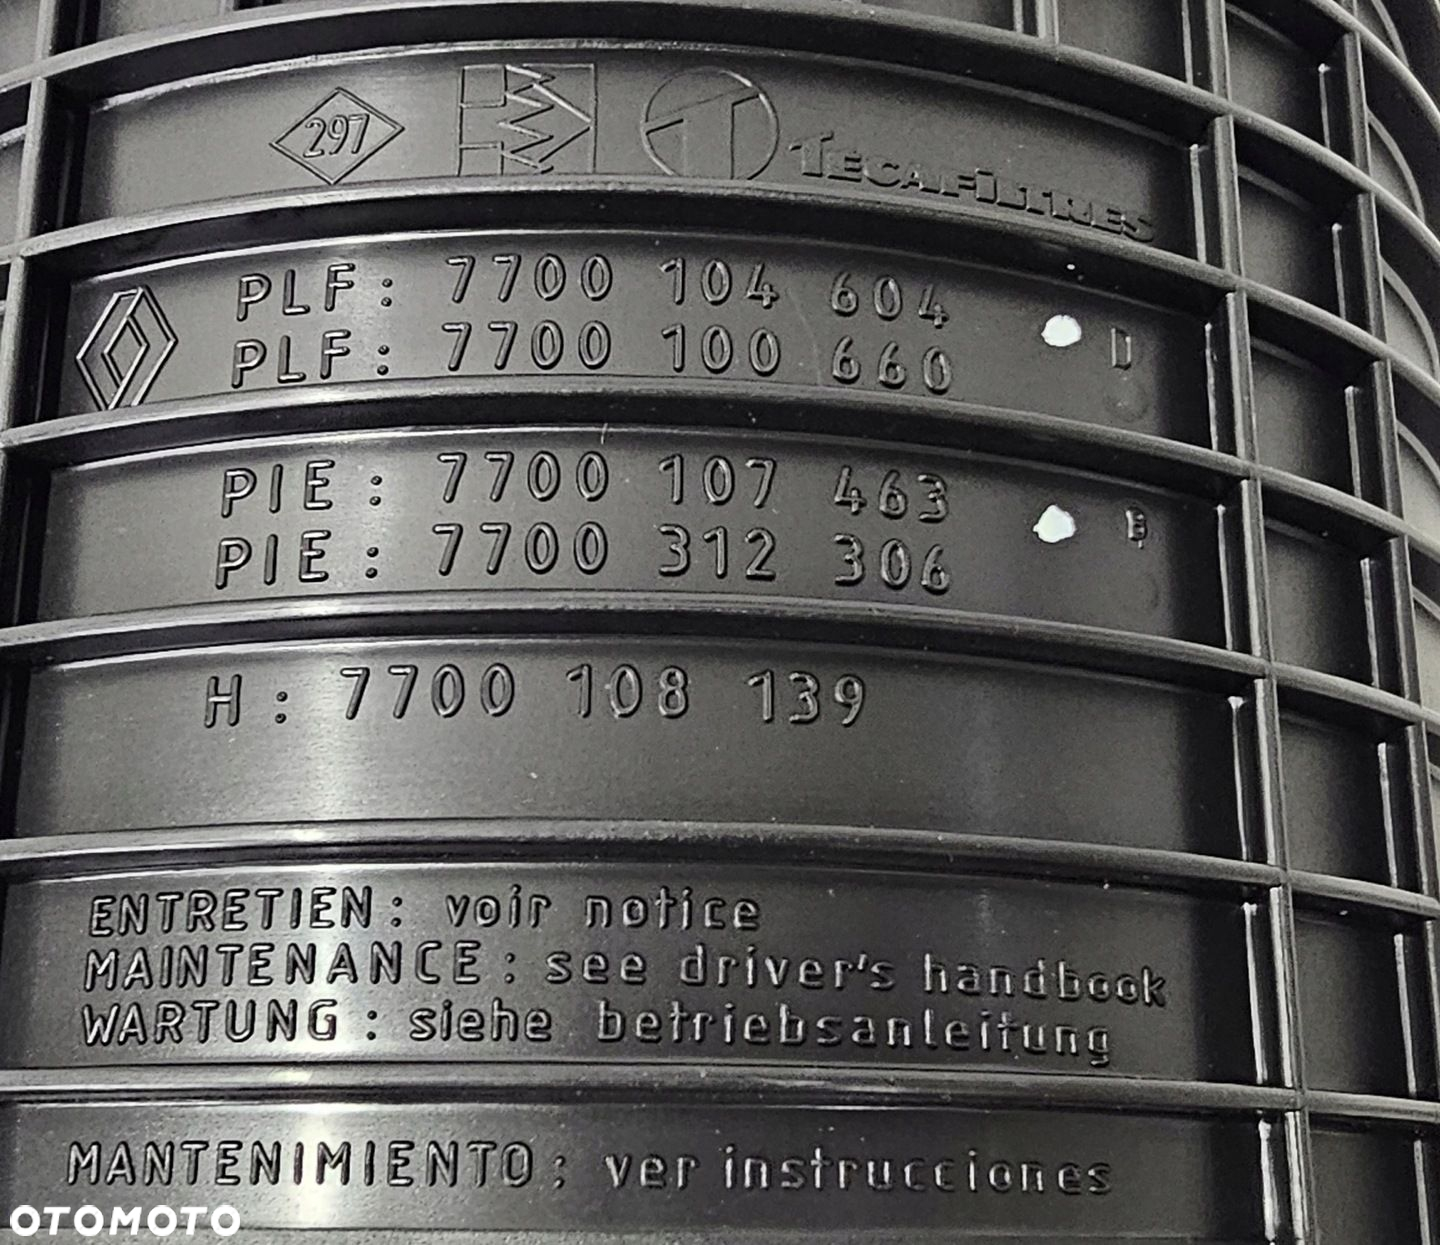 297 TECAFILTRES
PLF: 7700 104 604 D
PLF: 7700 100 660
PIE: 7700 107 463
PIE: 7700 312 306
H: 7700 108 139
ENTRETIEN: voir notice
MAINTENANCE: see driver's handbook
WARTUNG: siehe betriebsanleitung
MANTENIMIENTO: ver instrucciones
OTOMOTO